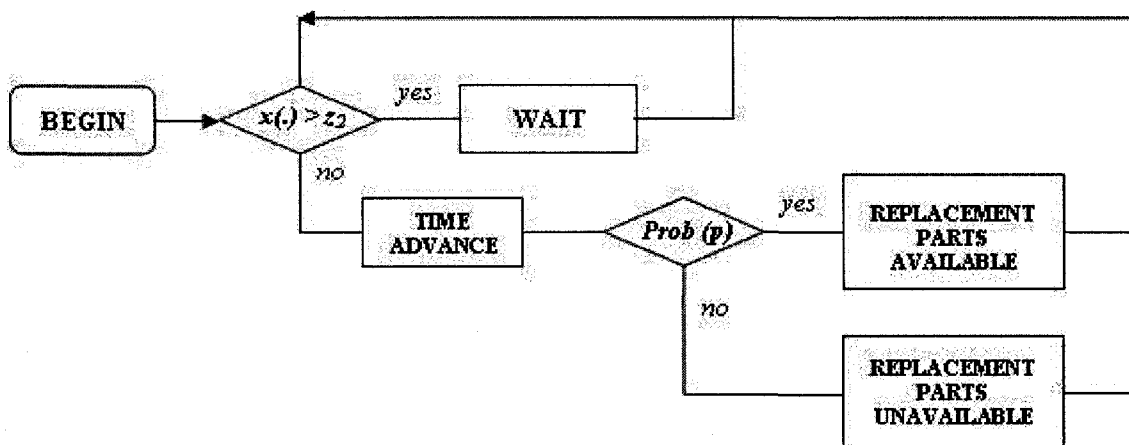 BEGIN
x(.) > z2
yes
WAIT
no
TIME
ADVANCE
Prob (p)
yes
REPLACEMENT
PARTS
AVAILABLE
no
REPLACEMENT
PARTS
UNAVAILABLE